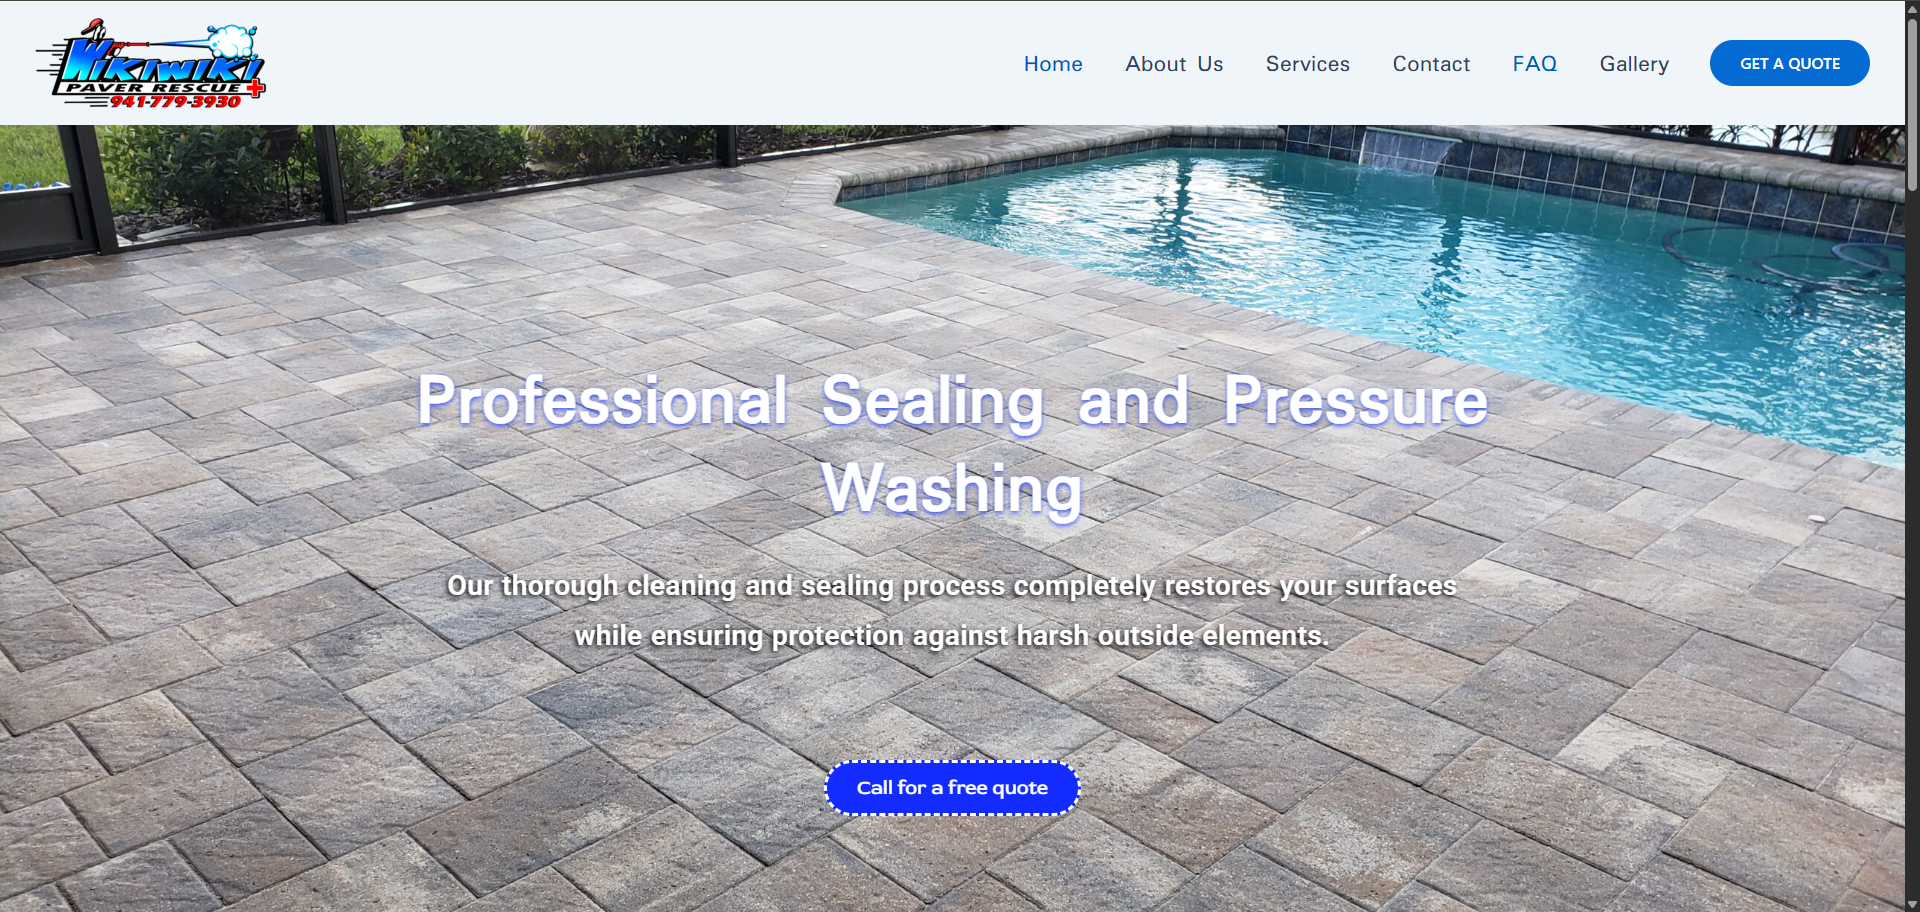 WIKIWIKI
PAVER RESCUE
941-779-3930
Home
About Us
Services
Contact
FAQ
Gallery
GET A QUOTE
Professional Sealing and Pressure
Washing
Our thorough cleaning and sealing process completely restores your surfaces
while ensuring protection against harsh outside elements.
Call for a free quote